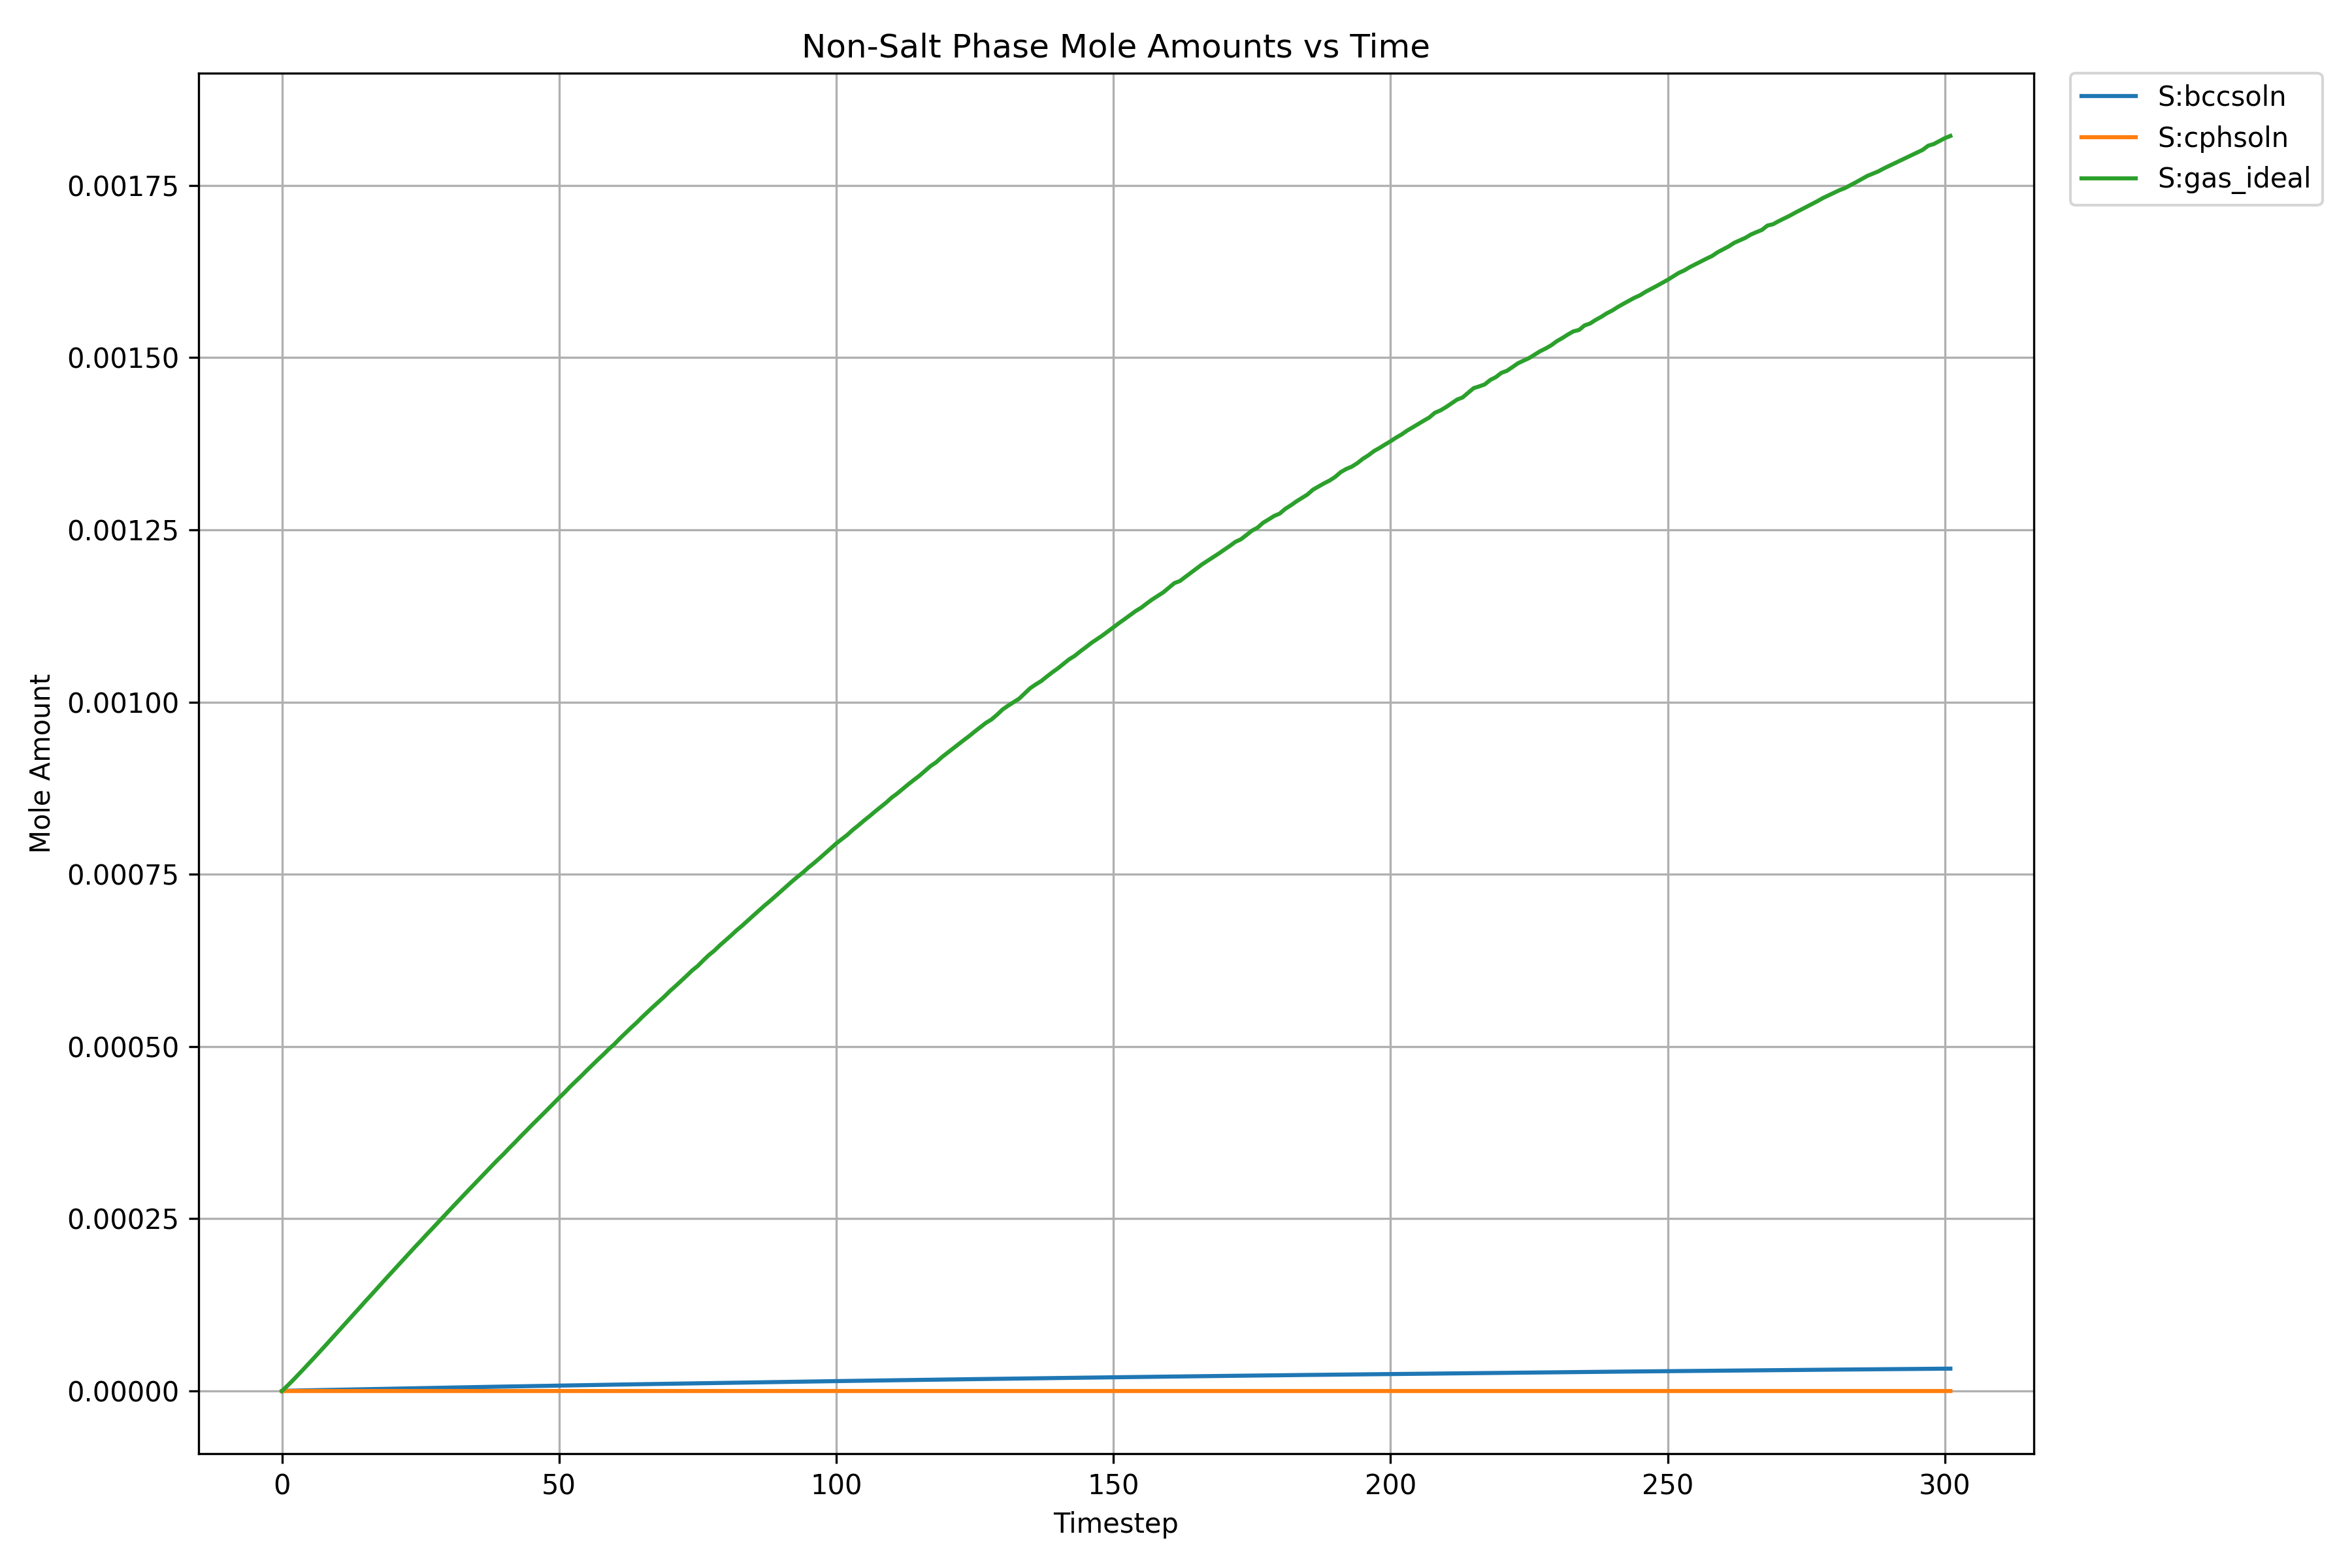 Non-Salt Phase Mole Amounts vs Time
S:bccsoln
S:cphsoln
S:gas_ideal
Mole Amount
0.00175
0.00150
0.00125
0.00100
0.00075
0.00050
0.00025
0.00000
0 50 100 150 200 250 300
Timestep